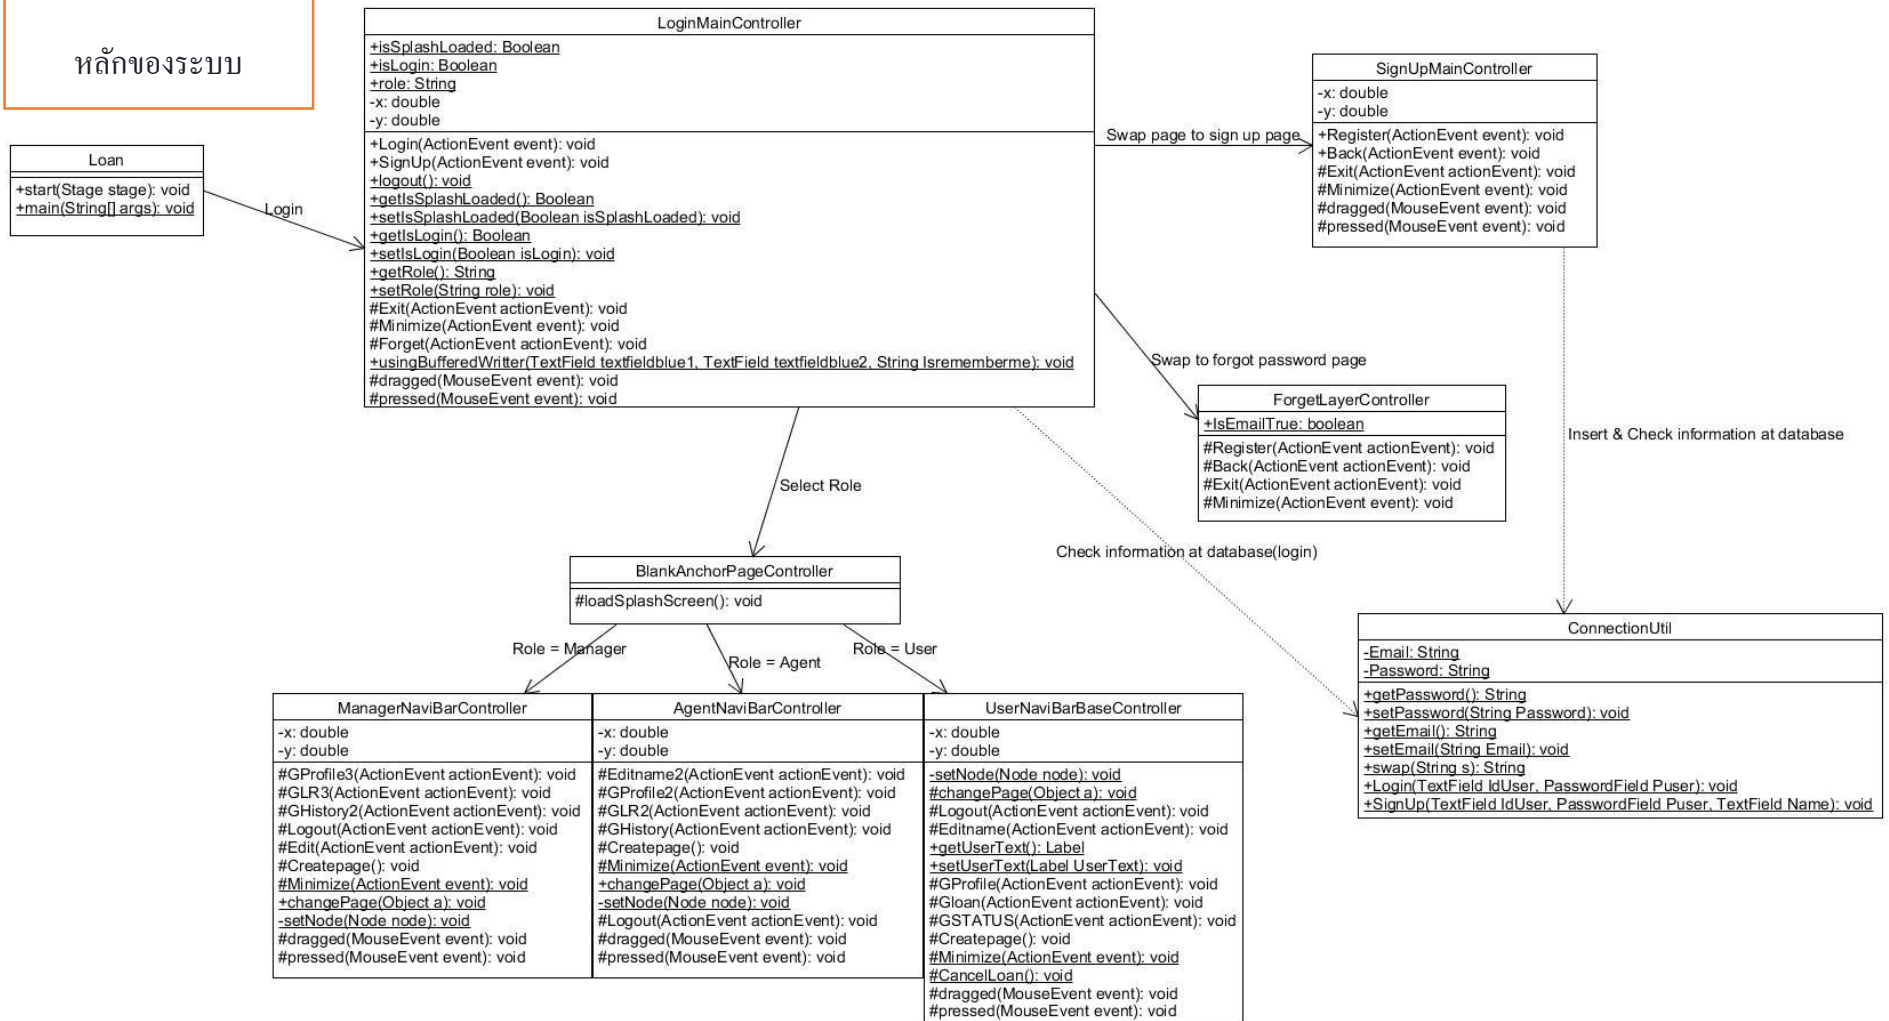 หลักของระบบ
Loan
+start(Stage stage): void
+main(String[] args): void
Login
LoginMainController
+isSplashLoaded: Boolean
+isLogin: Boolean
+role: String
-x: double
-y: double
+Login(ActionEvent event): void
+SignUp(ActionEvent event): void
+logout(): void
+getIsSplashLoaded(): Boolean
+setIsSplashLoaded(Boolean isSplashLoaded): void
+getIsLogin(): Boolean
+setIsLogin(Boolean isLogin): void
+getRole(): String
+setRole(String role): void
#Exit(ActionEvent actionEvent): void
#Minimize(ActionEvent event): void
#Forget(ActionEvent actionEvent): void
+usingBufferedWritter(TextField textfieldblue1, TextField textfieldblue2, String Isrememberme): void
#dragged(MouseEvent event): void
#pressed(MouseEvent event): void
Swap page to sign up page
SignUpMainController
-x: double
-y: double
+Register(ActionEvent event): void
+Back(ActionEvent event): void
#Exit(ActionEvent actionEvent): void
#Minimize(ActionEvent event): void
#dragged(MouseEvent event): void
#pressed(MouseEvent event): void
Swap to forgot password page
ForgetLayerController
+IsEmailTrue: boolean
#Register(ActionEvent actionEvent): void
#Back(ActionEvent actionEvent): void
#Exit(ActionEvent actionEvent): void
#Minimize(ActionEvent event): void
Insert & Check information at database
Select Role
Check information at database(login)
BlankAnchorPageController
#loadSplashScreen(): void
Role = Manager
Role = Agent
Role = User
ConnectionUtil
-Email: String
-Password: String
+getPassword(): String
+setPassword(String Password): void
+getEmail(): String
+setEmail(String Email): void
+swap(String s): String
+Login(TextField IdUser, PasswordField Puser): void
+SignUp(TextField IdUser, PasswordField Puser, TextField Name): void
ManagerNaviBarController
-x: double
-y: double
#GProfile3(ActionEvent actionEvent): void
#GLR3(ActionEvent actionEvent): void
#GHistory2(ActionEvent actionEvent): void
#Logout(ActionEvent actionEvent): void
#Edit(ActionEvent actionEvent): void
#Createpage(): void
#Minimize(ActionEvent event): void
+changePage(Object a): void
-setNode(Node node): void
#dragged(MouseEvent event): void
#pressed(MouseEvent event): void
AgentNaviBarController
-x: double
-y: double
#Editname2(ActionEvent actionEvent): void
#GProfile2(ActionEvent actionEvent): void
#GLR2(ActionEvent actionEvent): void
#GHistory(ActionEvent actionEvent): void
#Createpage(): void
#Minimize(ActionEvent event): void
+changePage(Object a): void
-setNode(Node node): void
#Logout(ActionEvent actionEvent): void
#dragged(MouseEvent event): void
#pressed(MouseEvent event): void
UserNaviBarBaseController
-x: double
-y: double
-setNode(Node node): void
#changePage(Object a): void
#Logout(ActionEvent actionEvent): void
#Editname(ActionEvent actionEvent): void
+getUserText(): Label
+setUserText(Label UserText): void
#GProfile(ActionEvent actionEvent): void
#Gloan(ActionEvent actionEvent): void
#GSTATUS(ActionEvent actionEvent): void
#Createpage(): void
#Minimize(ActionEvent event): void
#CancelLoan(): void
#dragged(MouseEvent event): void
#pressed(MouseEvent event): void